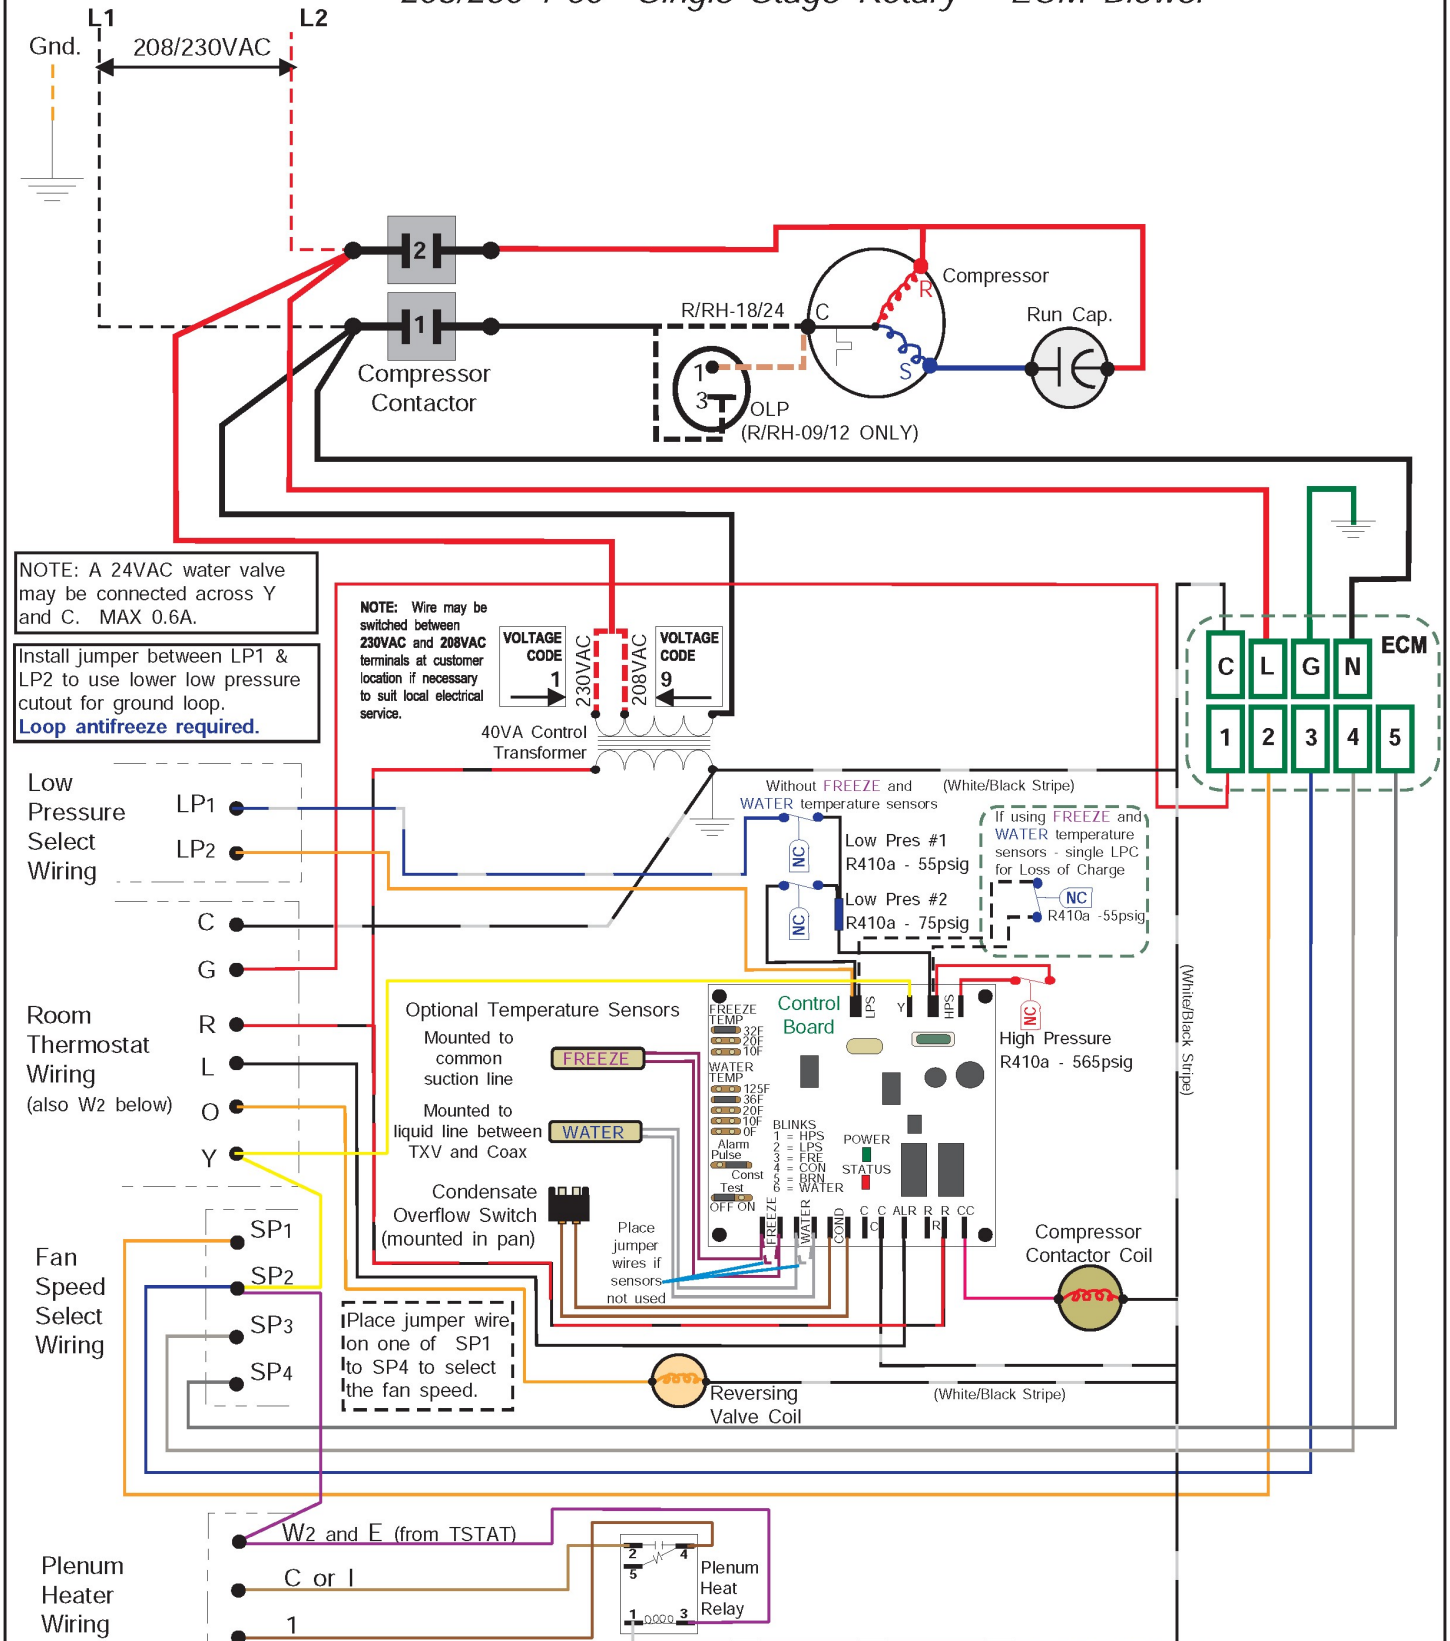 208/230-1-60 Single Stage Rotary - ECM Blower
L1
L2
Gnd.
208/230VAC
2
1
Compressor
Contactor
R/RH-18/24
C
R
S
Compressor
Run Cap.
1
3
OLP
(R/RH-09/12 ONLY)
NOTE: A 24VAC water valve
may be connected across Y
and C. MAX 0.6A.
Install jumper between LP1 &
LP2 to use lower low pressure
cutout for ground loop.
Loop antifreeze required.
NOTE: Wire may be
switched between
230VAC and 208VAC
terminals at customer
location if necessary
to suit local electrical
service.
VOLTAGE
CODE
1
230VAC
208VAC
VOLTAGE
CODE
9
40VA Control
Transformer
ECM
C L G N
1 2 3 4 5
Low
Pressure
Select
Wiring
LP1
LP2
Without FREEZE and
WATER temperature sensors
(White/Black Stripe)
NC
Low Pres #1
R410a - 55psig
NC
Low Pres #2
R410a - 75psig
If using FREEZE and
WATER temperature
sensors - single LPC
for Loss of Charge
NC
R410a -55psig
(White/Black Stripe)
Room
Thermostat
Wiring
(also W2 below)
C
G
R
L
O
Y
Optional Temperature Sensors
Mounted to
common
suction line
FREEZE
Mounted to
liquid line between
TXV and Coax
WATER
Condensate
Overflow Switch
(mounted in pan)
Place
jumper
wires if
sensors
not used
Control
Board
LPS
Y
HPS
NC
High Pressure
R410a - 565psig
FREEZE
TEMP
32F
20F
10F
WATER
TEMP
125F
36F
20F
10F
0F
Alarm
Pulse
Const
Test
OFF ON
BLINKS
1 = HPS
2 = LPS
3 = FRE
4 = CON
5 = BRN
6 = WATER
POWER
STATUS
FREEZE
WATER
COND
C C ALR R R CC
C
R
Compressor
Contactor Coil
Fan
Speed
Select
Wiring
SP1
SP2
SP3
SP4
Place jumper wire
on one of SP1
to SP4 to select
the fan speed.
Reversing
Valve Coil
(White/Black Stripe)
Plenum
Heater
Wiring
W2 and E (from TSTAT)
C or I
1
2
4
5
1
3
Plenum
Heat
Relay